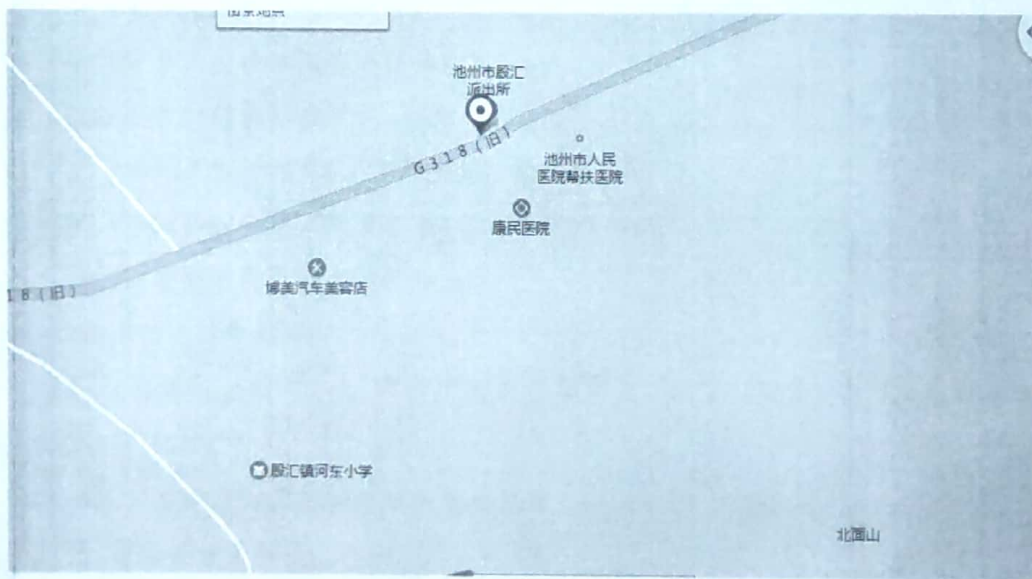 池州市殷汇
派出所
G318(旧)
池州市人民
医院帮扶医院
康民医院
18(旧)
博美汽车美容店
殷汇镇河东小学
北面山